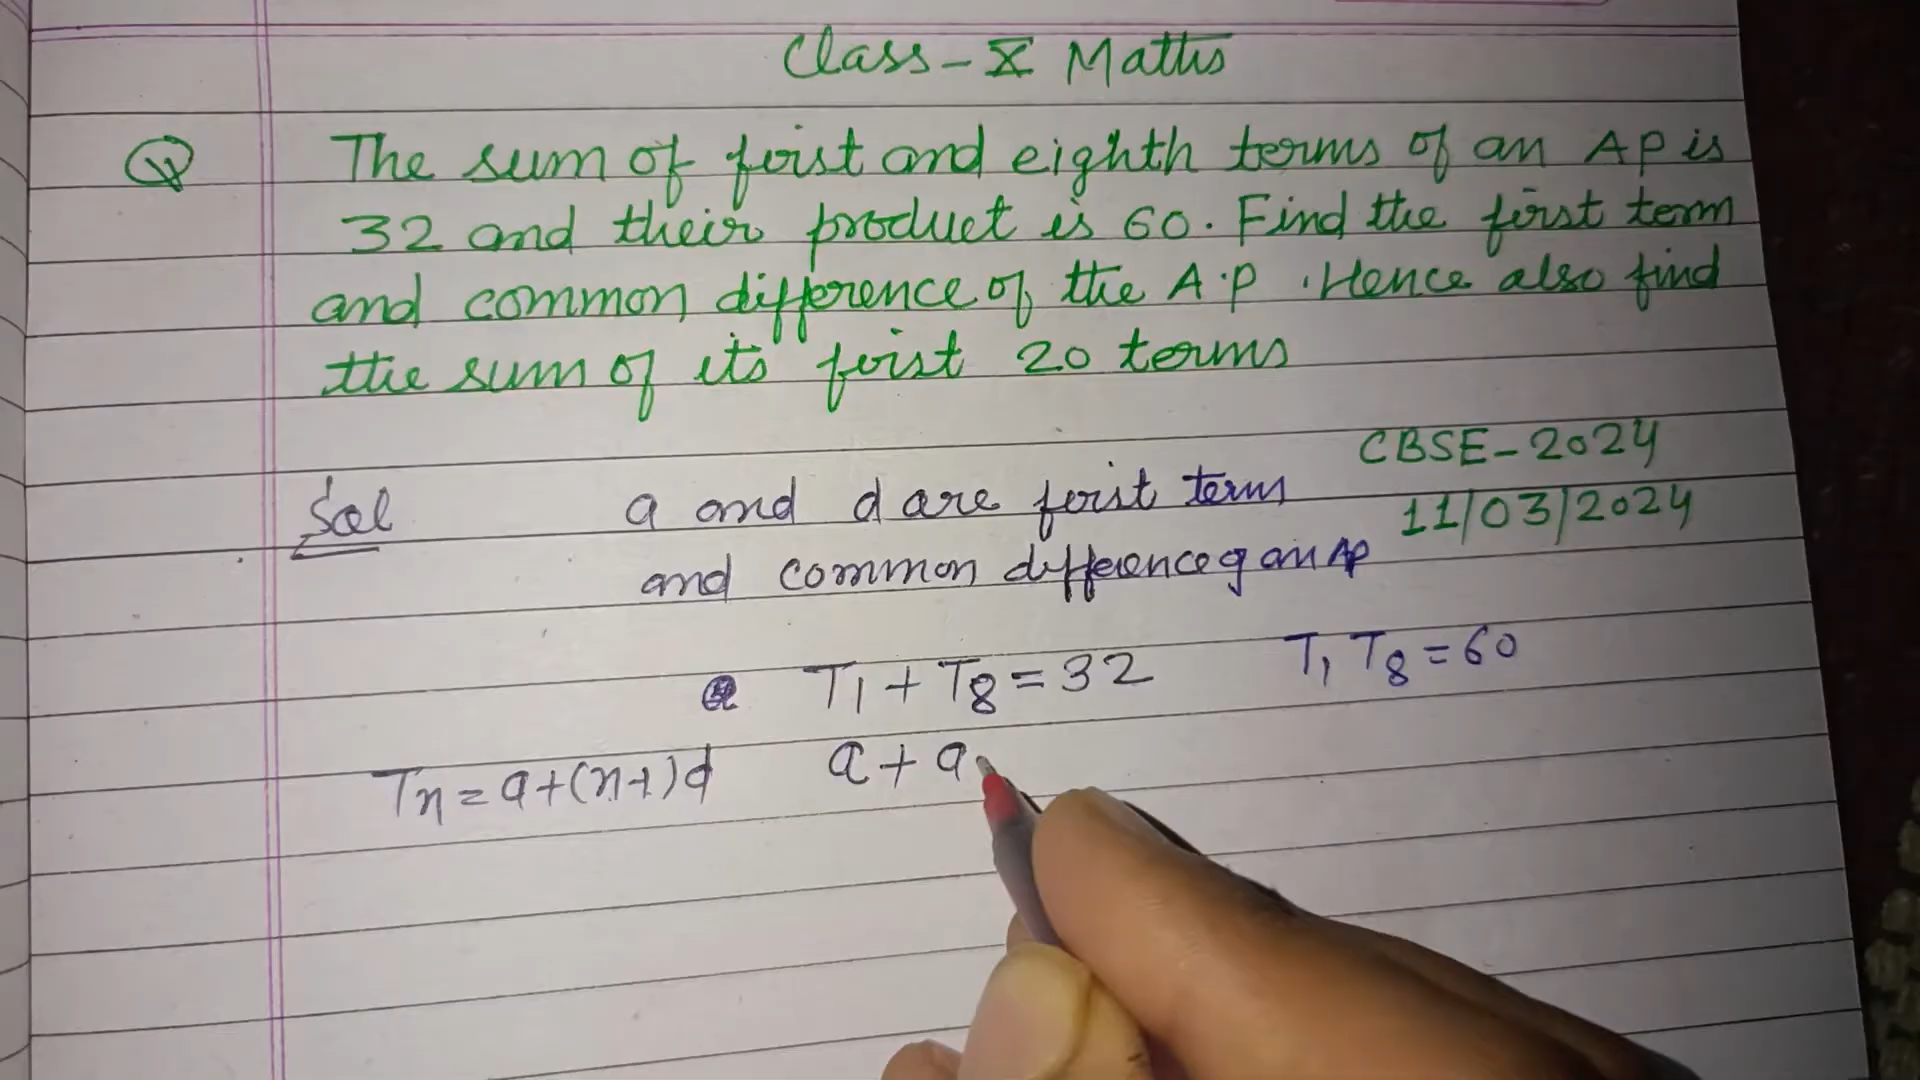 Class-X Maths
Q The sum of first and eighth terms of an AP is
32 and their product is 60. Find the first term
and common difference of the A.P. Hence also find
the sum of its first 20 terms
CBSE-2024
11/03/2024
Sol a and d are first term
and common difference of an AP
T1 + T8 = 32 T1 T8 = 60
Tn = a+(n-1)d a + a